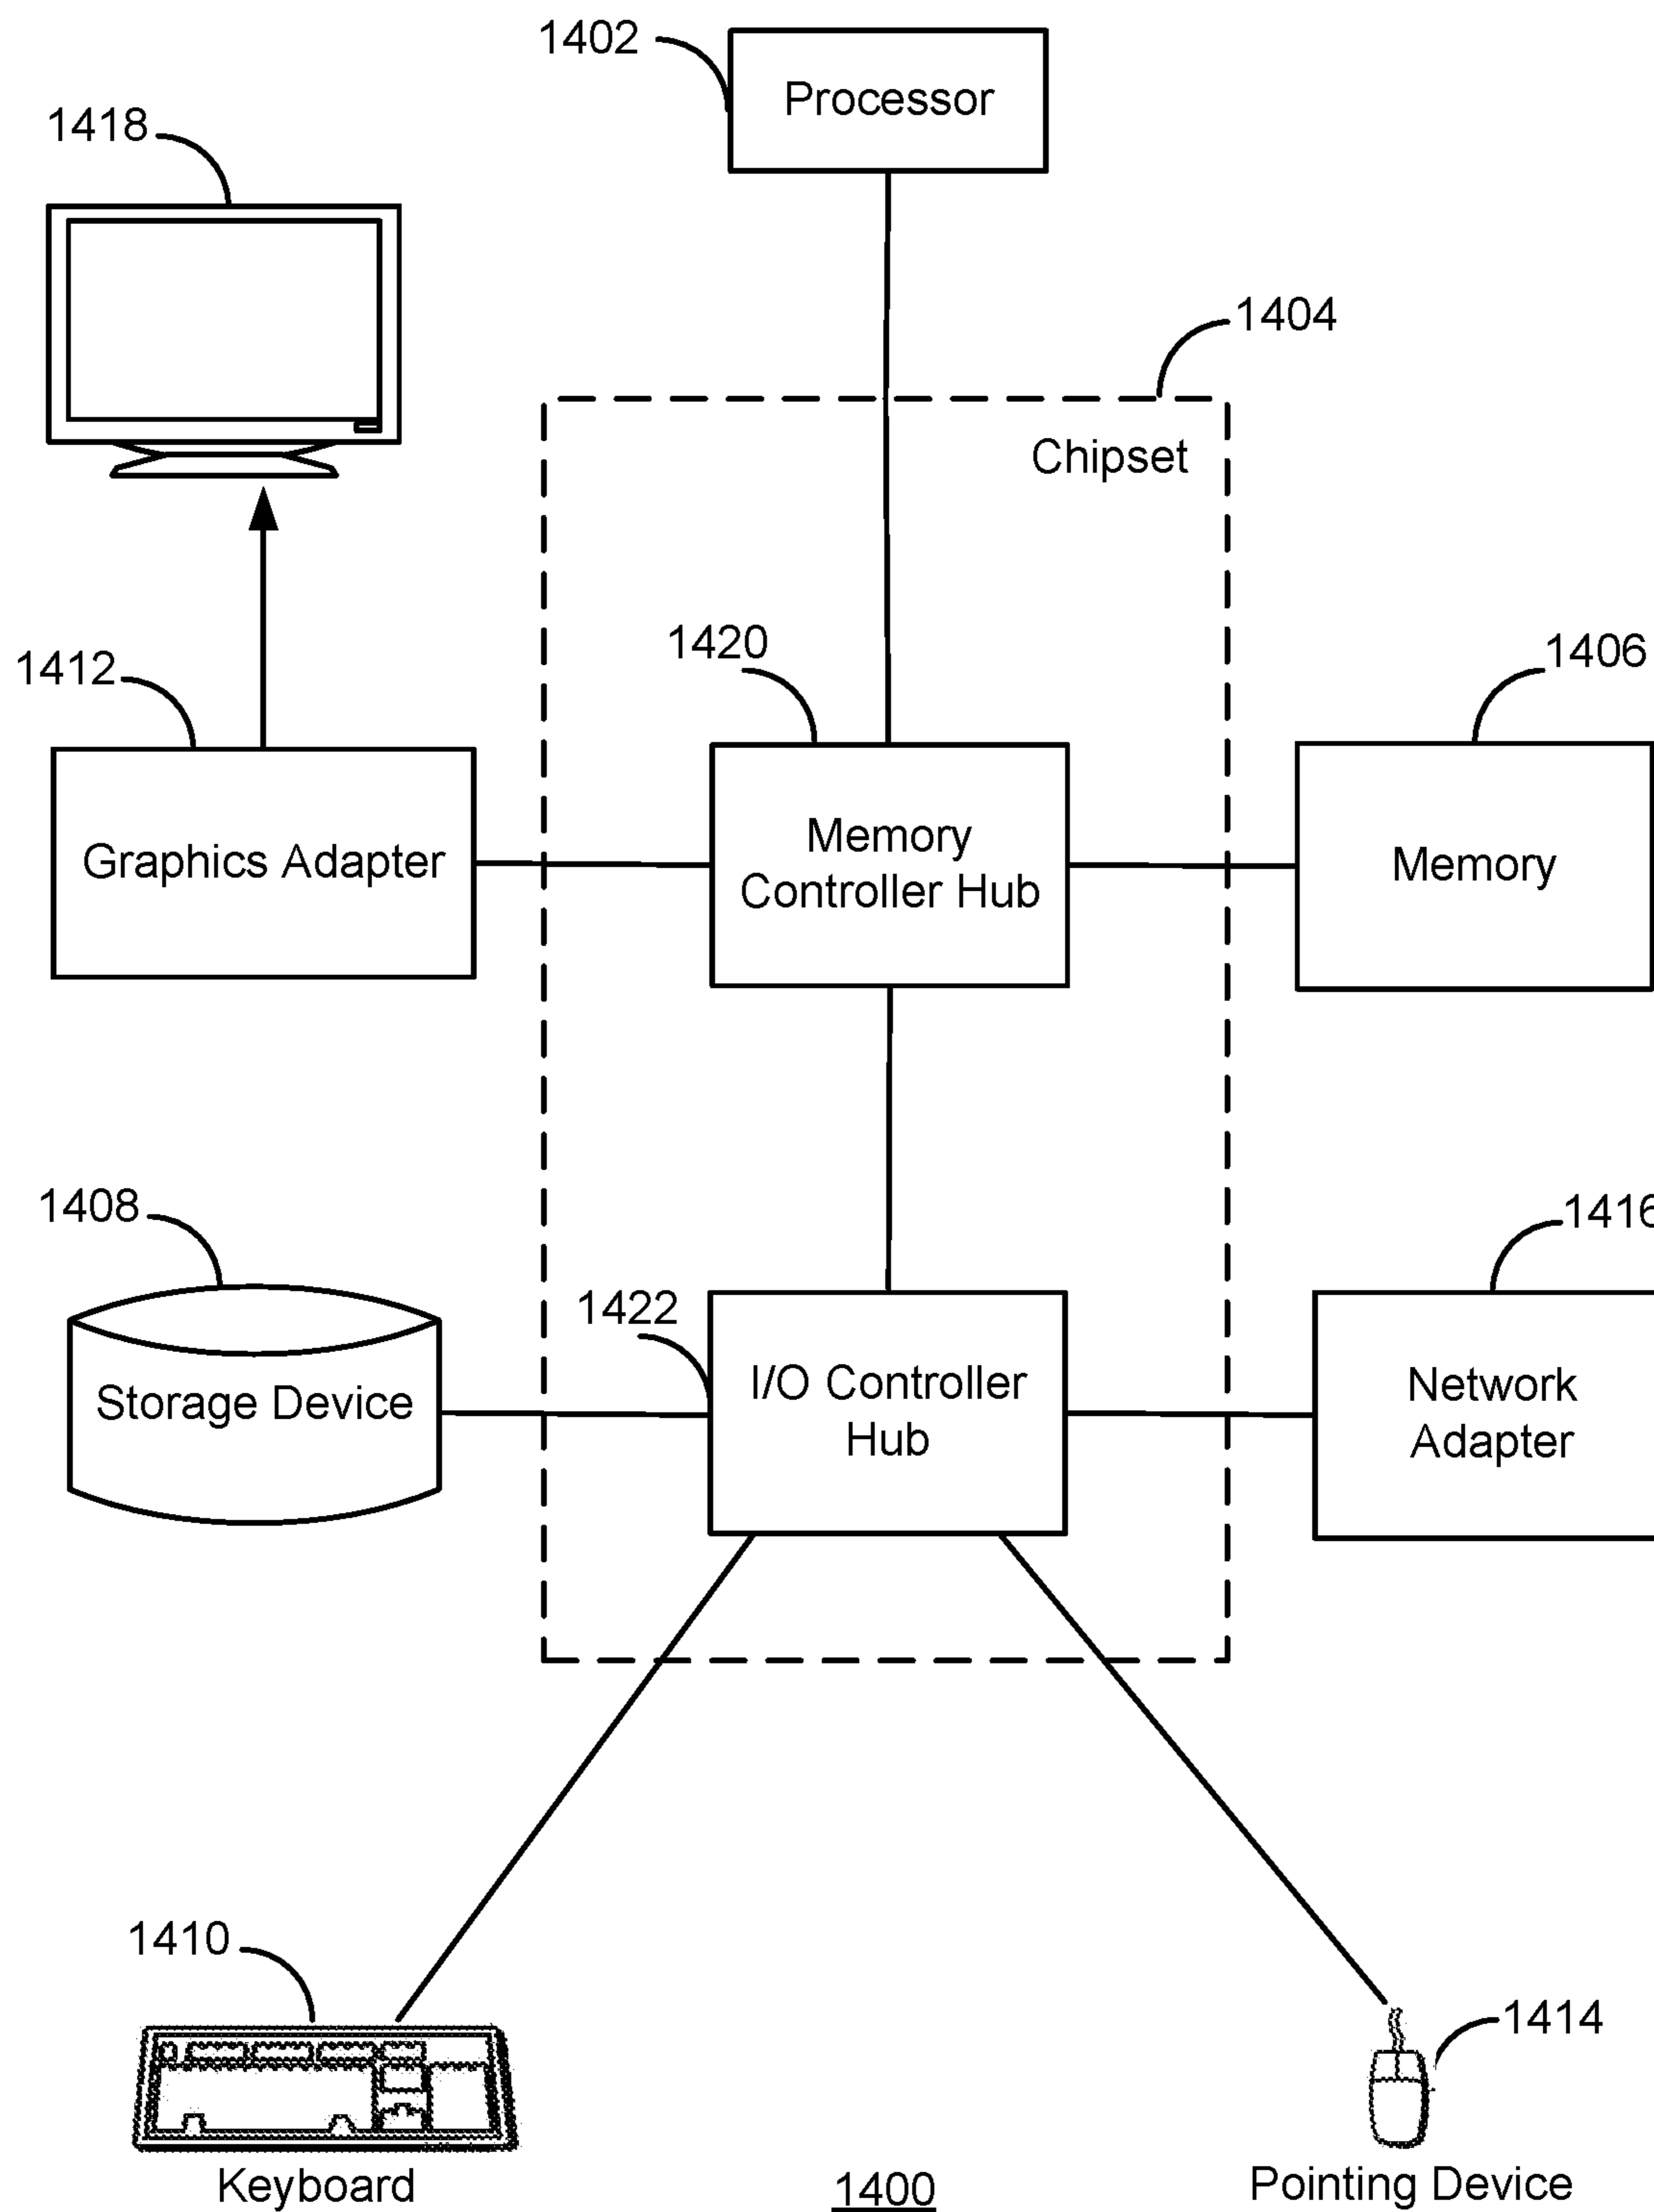 1402
Processor
1418
1404
Chipset
1420
1412
1406
Memory
Controller Hub
Graphics Adapter
Memory
1408
1416
1422
I/O Controller
Hub
Storage Device
Network
Adapter
1410
1414
Keyboard
1400
Pointing Device